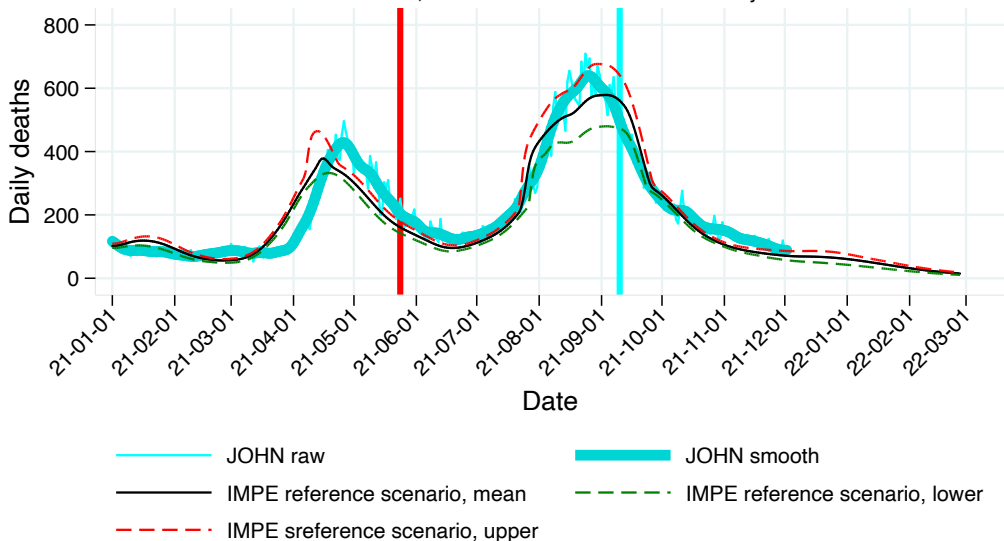 800
600
400
200
0
Daily deaths
21-01-01
21-02-01
21-03-01
21-04-01
21-05-01
21-06-01
21-07-01
21-08-01
21-09-01
21-10-01
21-11-01
21-12-01
22-01-01
22-02-01
22-03-01
Date
JOHN raw
JOHN smooth
IMPE reference scenario, mean
IMPE reference scenario, lower
IMPE sreference scenario, upper